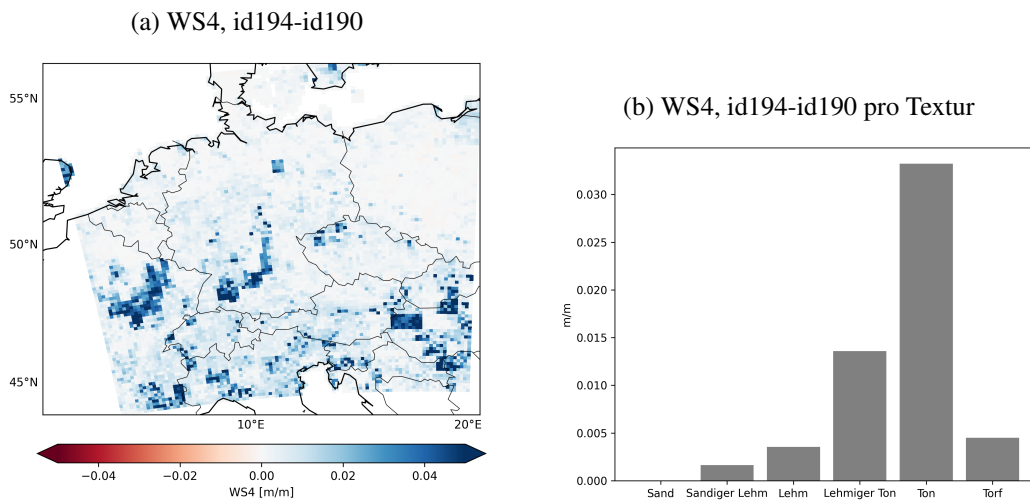 (a) WS4, id194-id190
55°N
50°N
45°N
10°E
20°E
−0.04
−0.02
0.00
0.02
0.04
WS4 [m/m]
(b) WS4, id194-id190 pro Textur
0.030
0.025
0.020
0.015
0.010
0.005
0.000
m/m
Sand Sandiger Lehm Lehm Lehmiger Ton Ton Torf